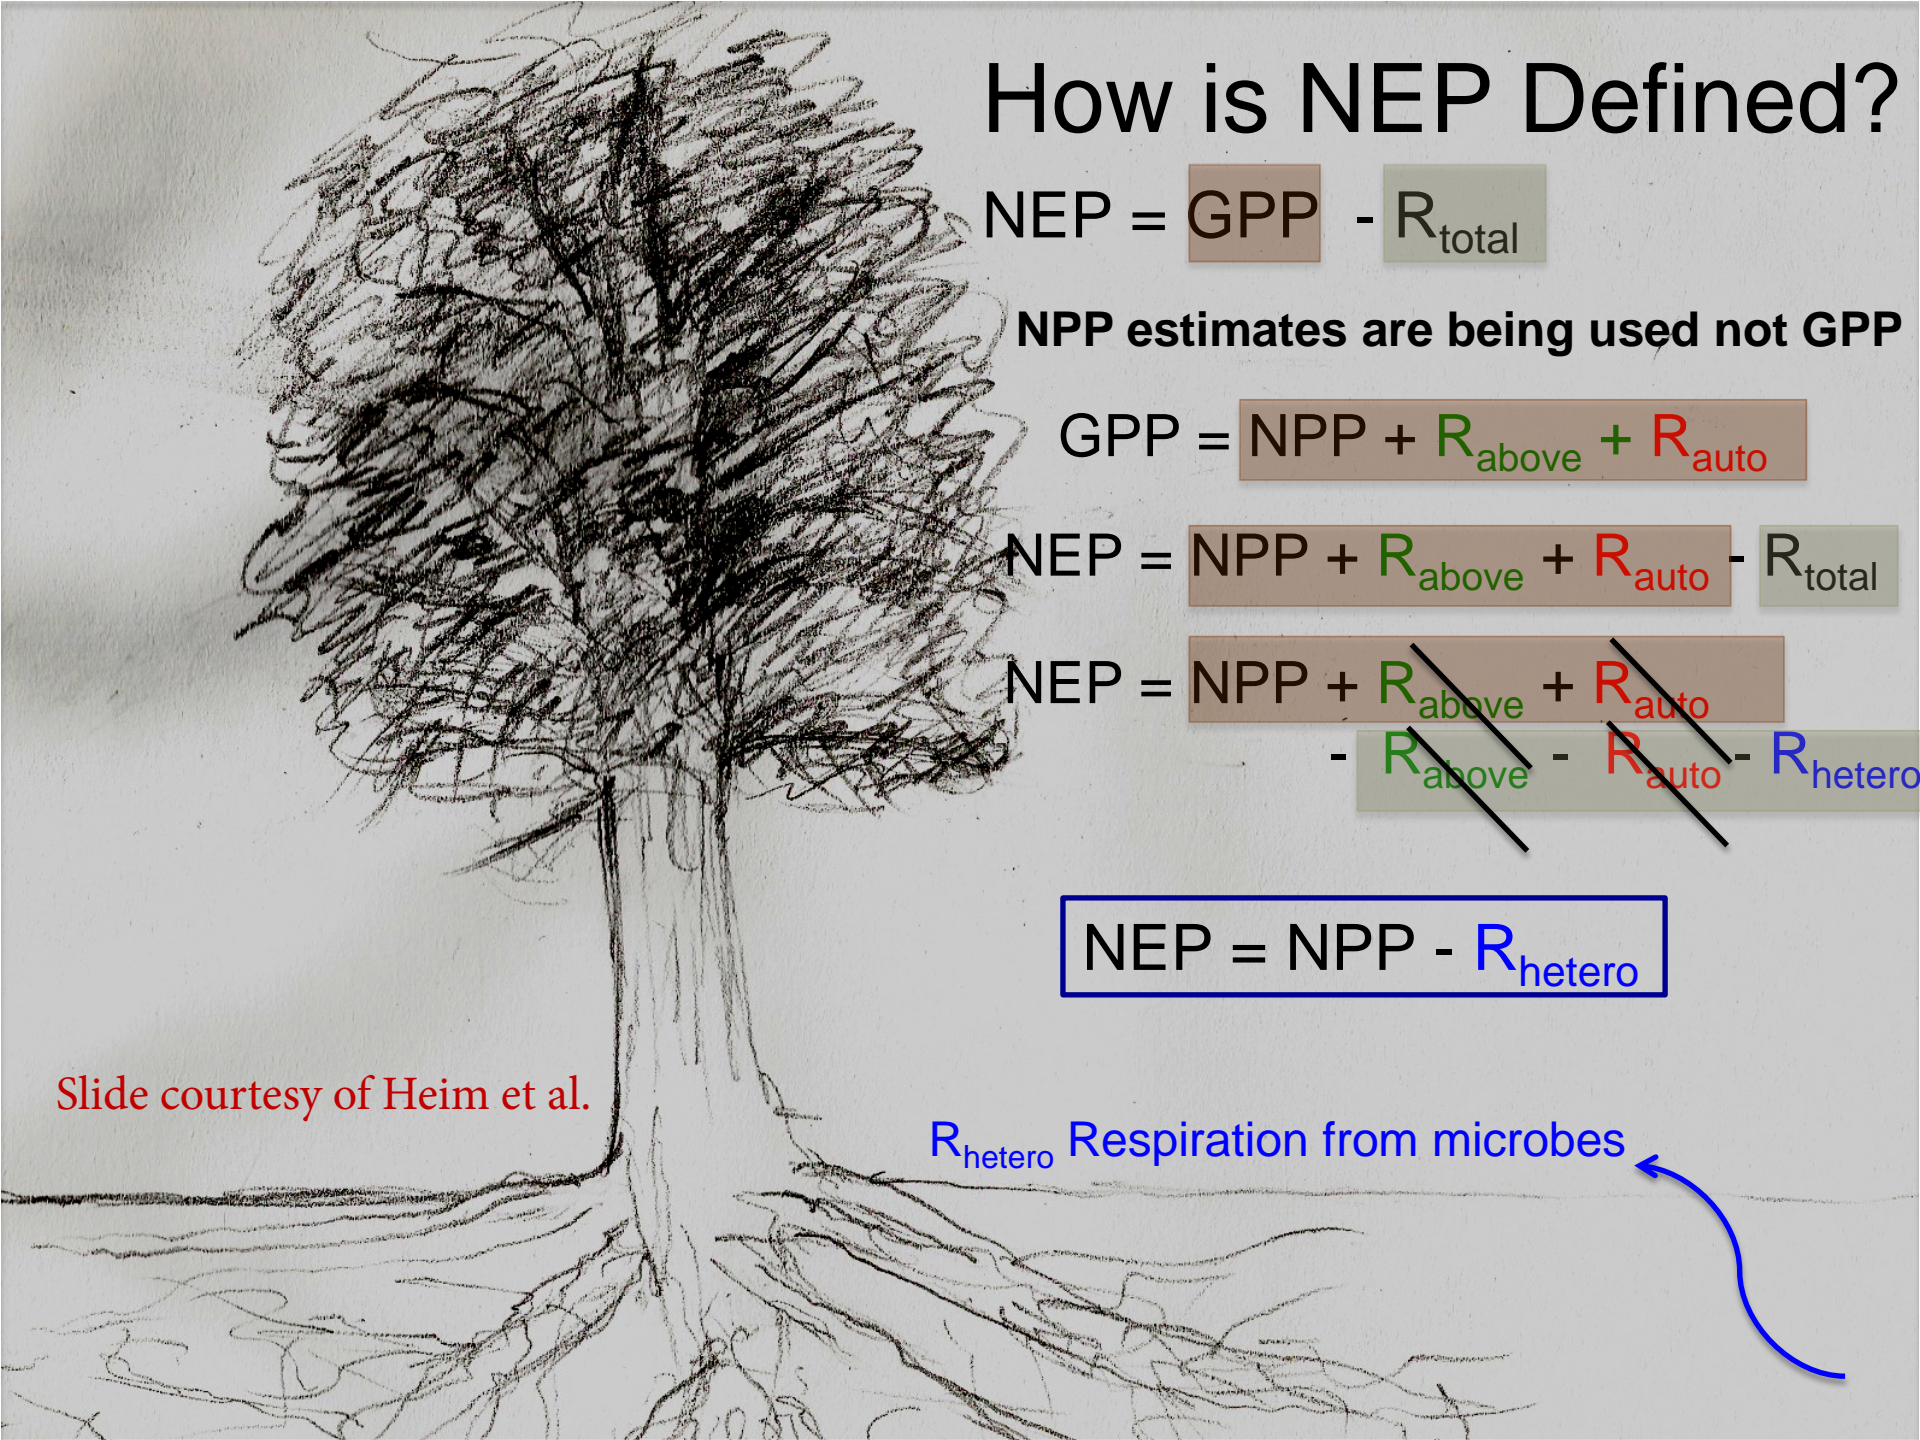 How is NEP Defined?
NEP = GPP - Rtotal
NPP estimates are being used not GPP
GPP = NPP + Rabove + Rauto
NEP = NPP + Rabove + Rauto - Rtotal
NEP = NPP + Rabove + Rauto
- Rabove - Rauto - Rhetero
NEP = NPP - Rhetero
Slide courtesy of Heim et al.
Rhetero Respiration from microbes